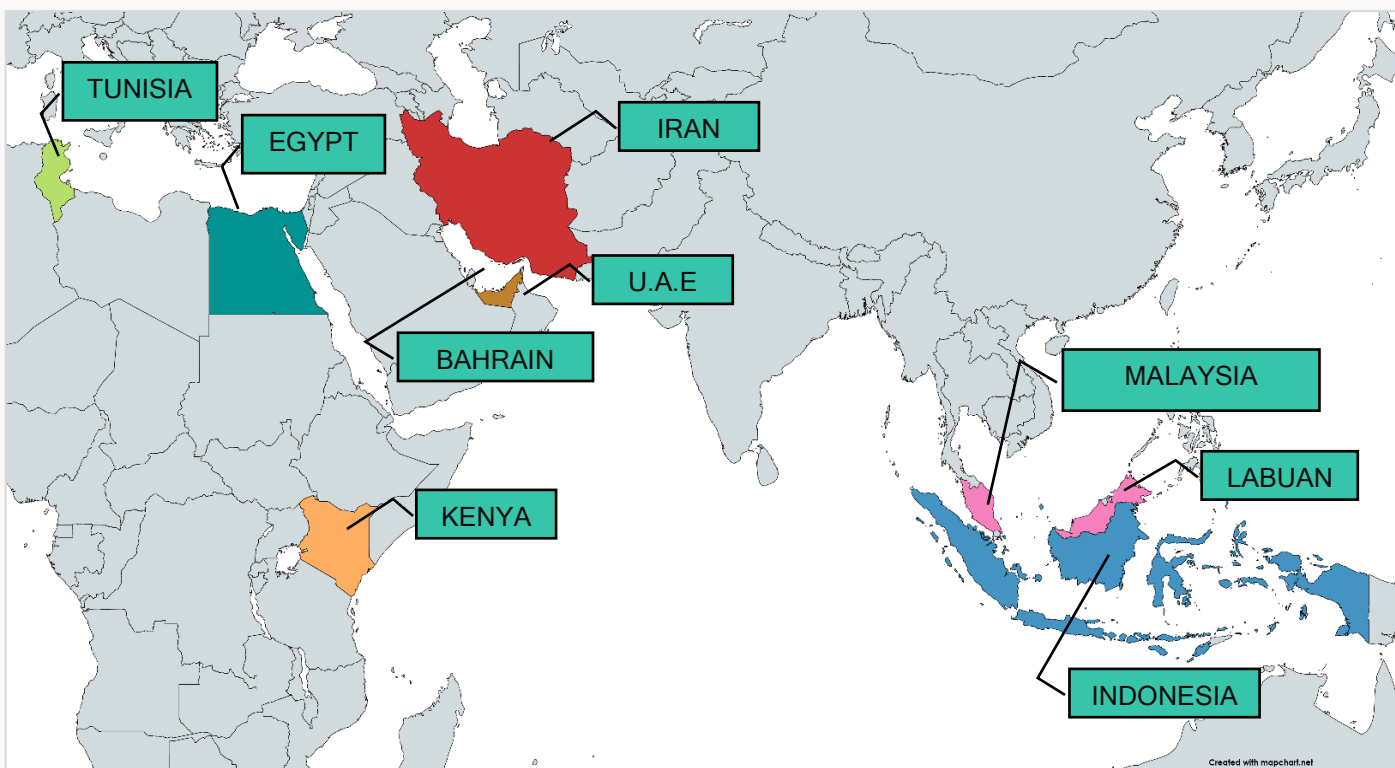 TUNISIA
EGYPT
IRAN
U.A.E
BAHRAIN
MALAYSIA
LABUAN
KENYA
INDONESIA
Created with mapchart.net